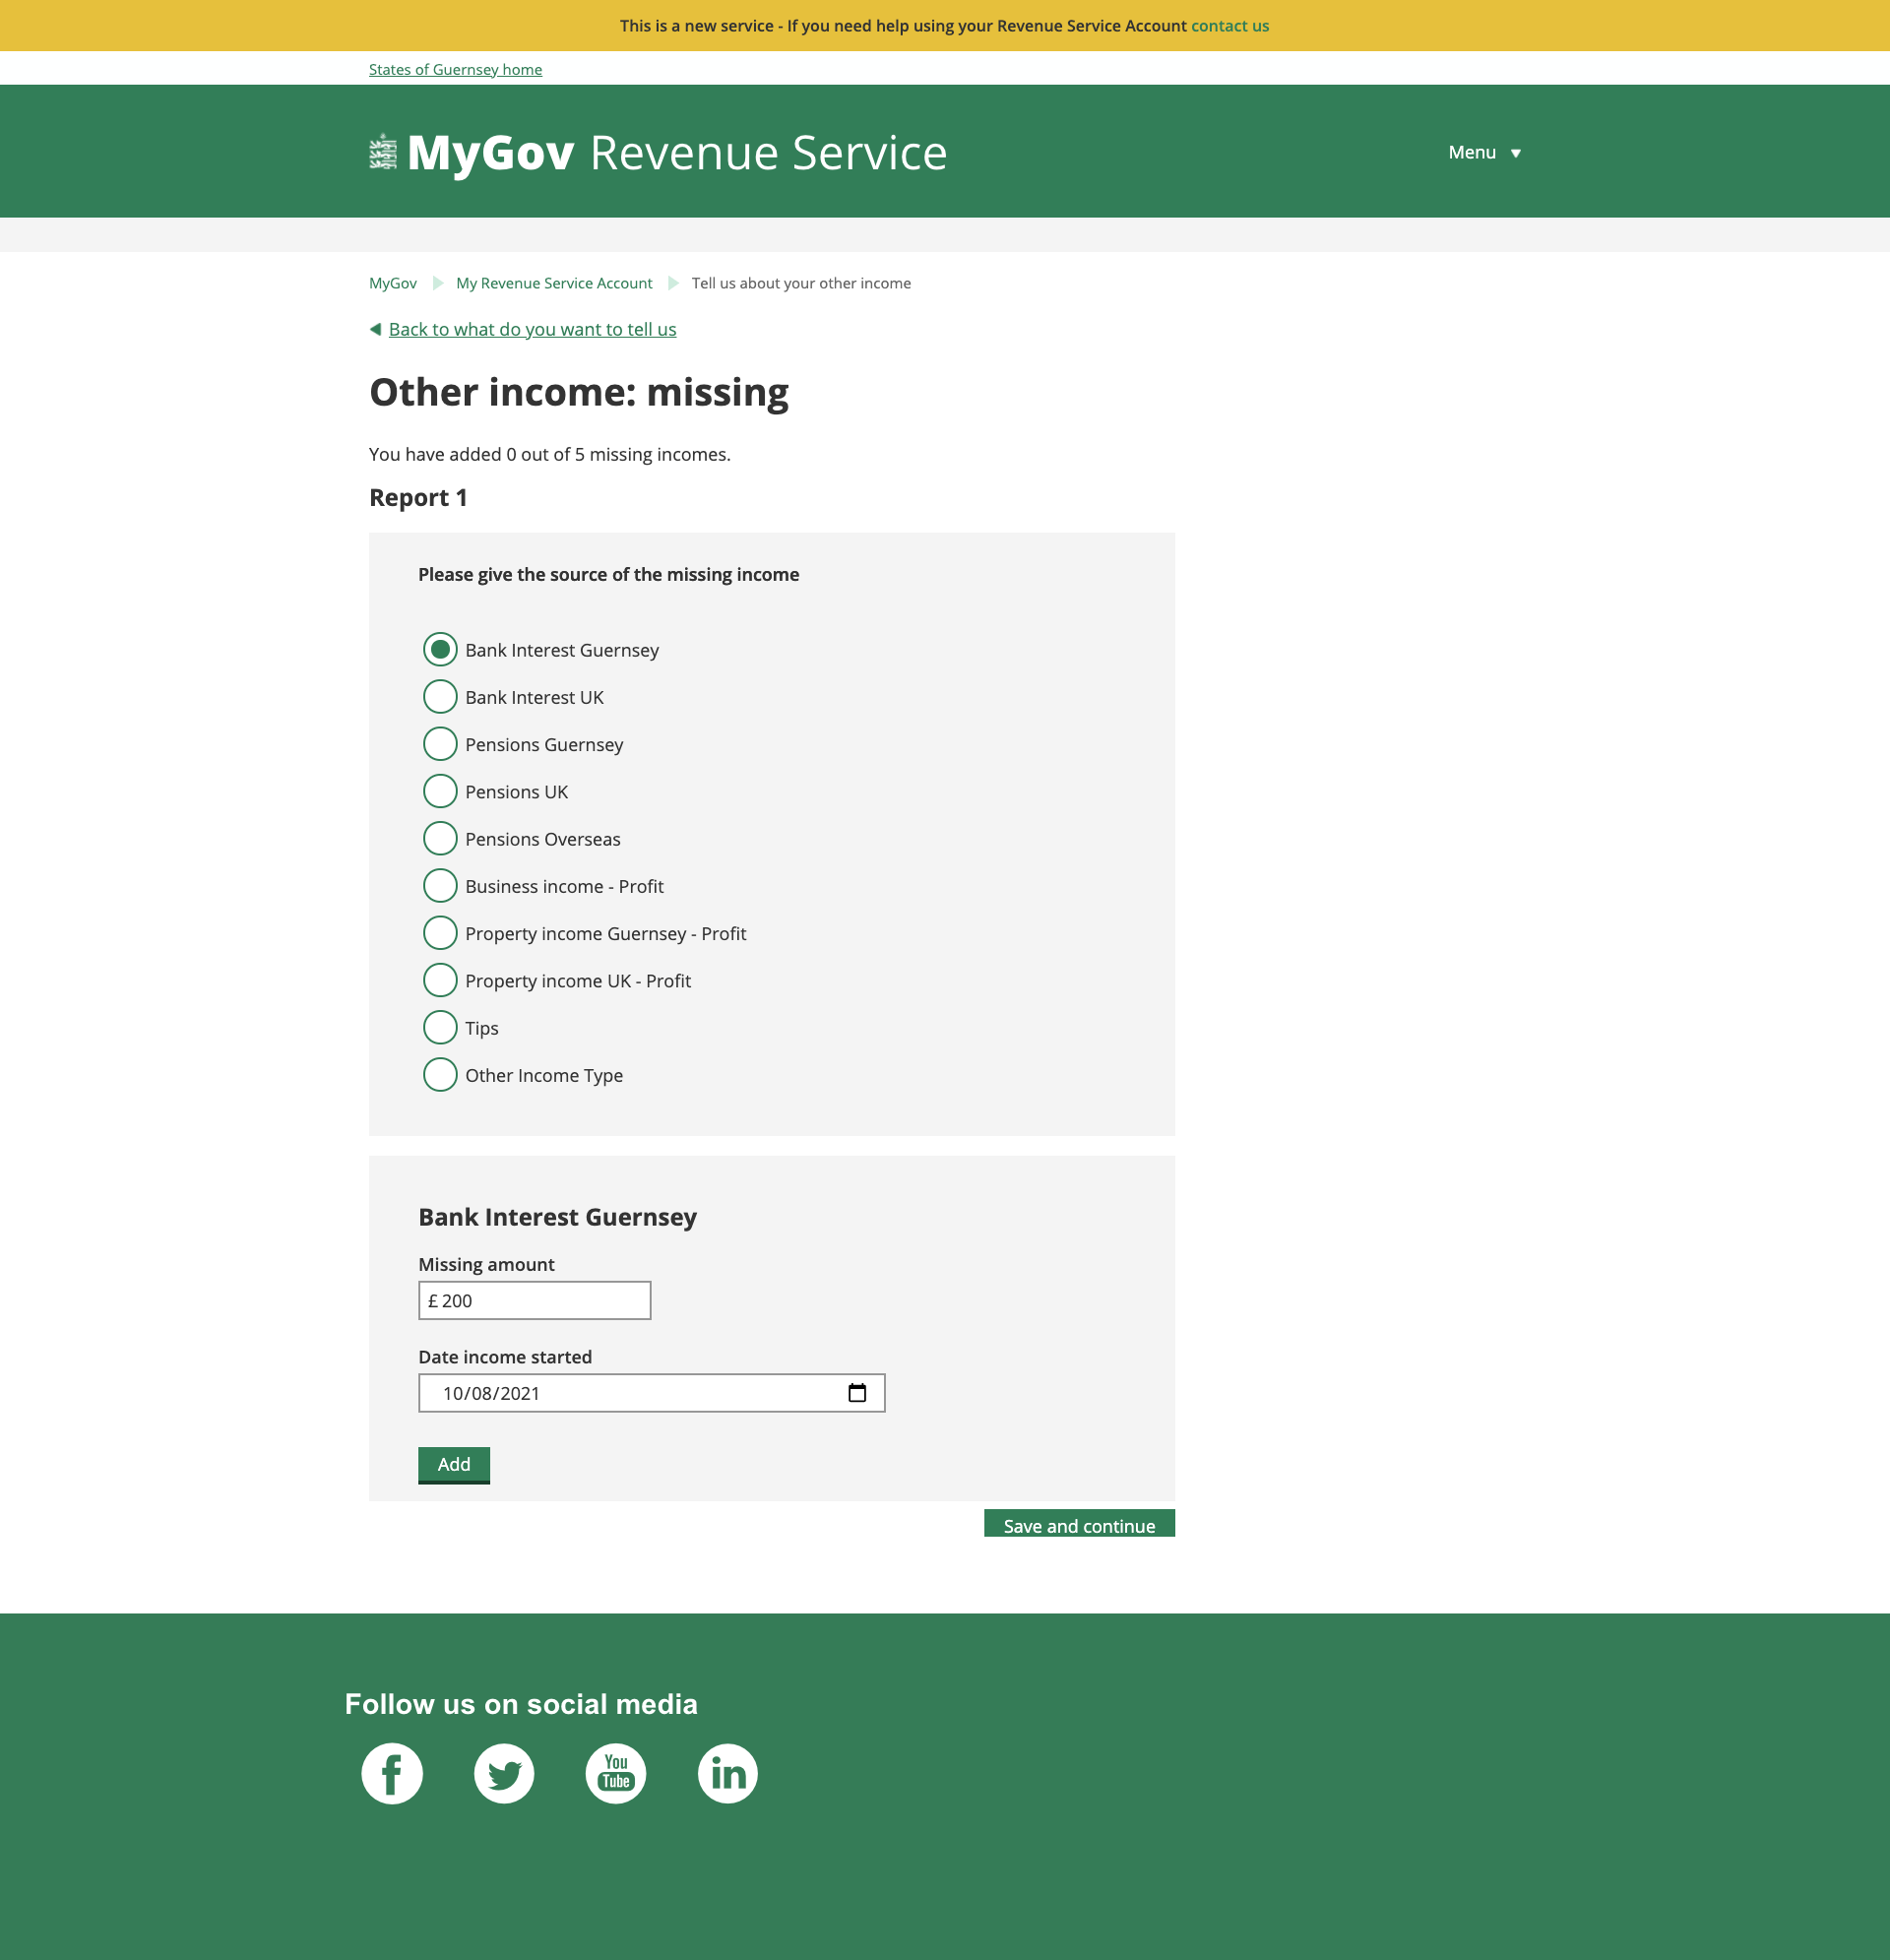 This is a new service - If you need help using your Revenue Service Account contact us
States of Guernsey home
MyGov Revenue Service
Menu
MyGov
My Revenue Service Account
Tell us about your other income
Back to what do you want to tell us
Other income: missing
You have added 0 out of 5 missing incomes.
Report 1
Please give the source of the missing income
Bank Interest Guernsey
Bank Interest UK
Pensions Guernsey
Pensions UK
Pensions Overseas
Business income - Profit
Property income Guernsey - Profit
Property income UK - Profit
Tips
Other Income Type
Bank Interest Guernsey
Missing amount
£ 200
Date income started
10/08/2021
Add
Save and continue
Follow us on social media
f
You
Tube
in